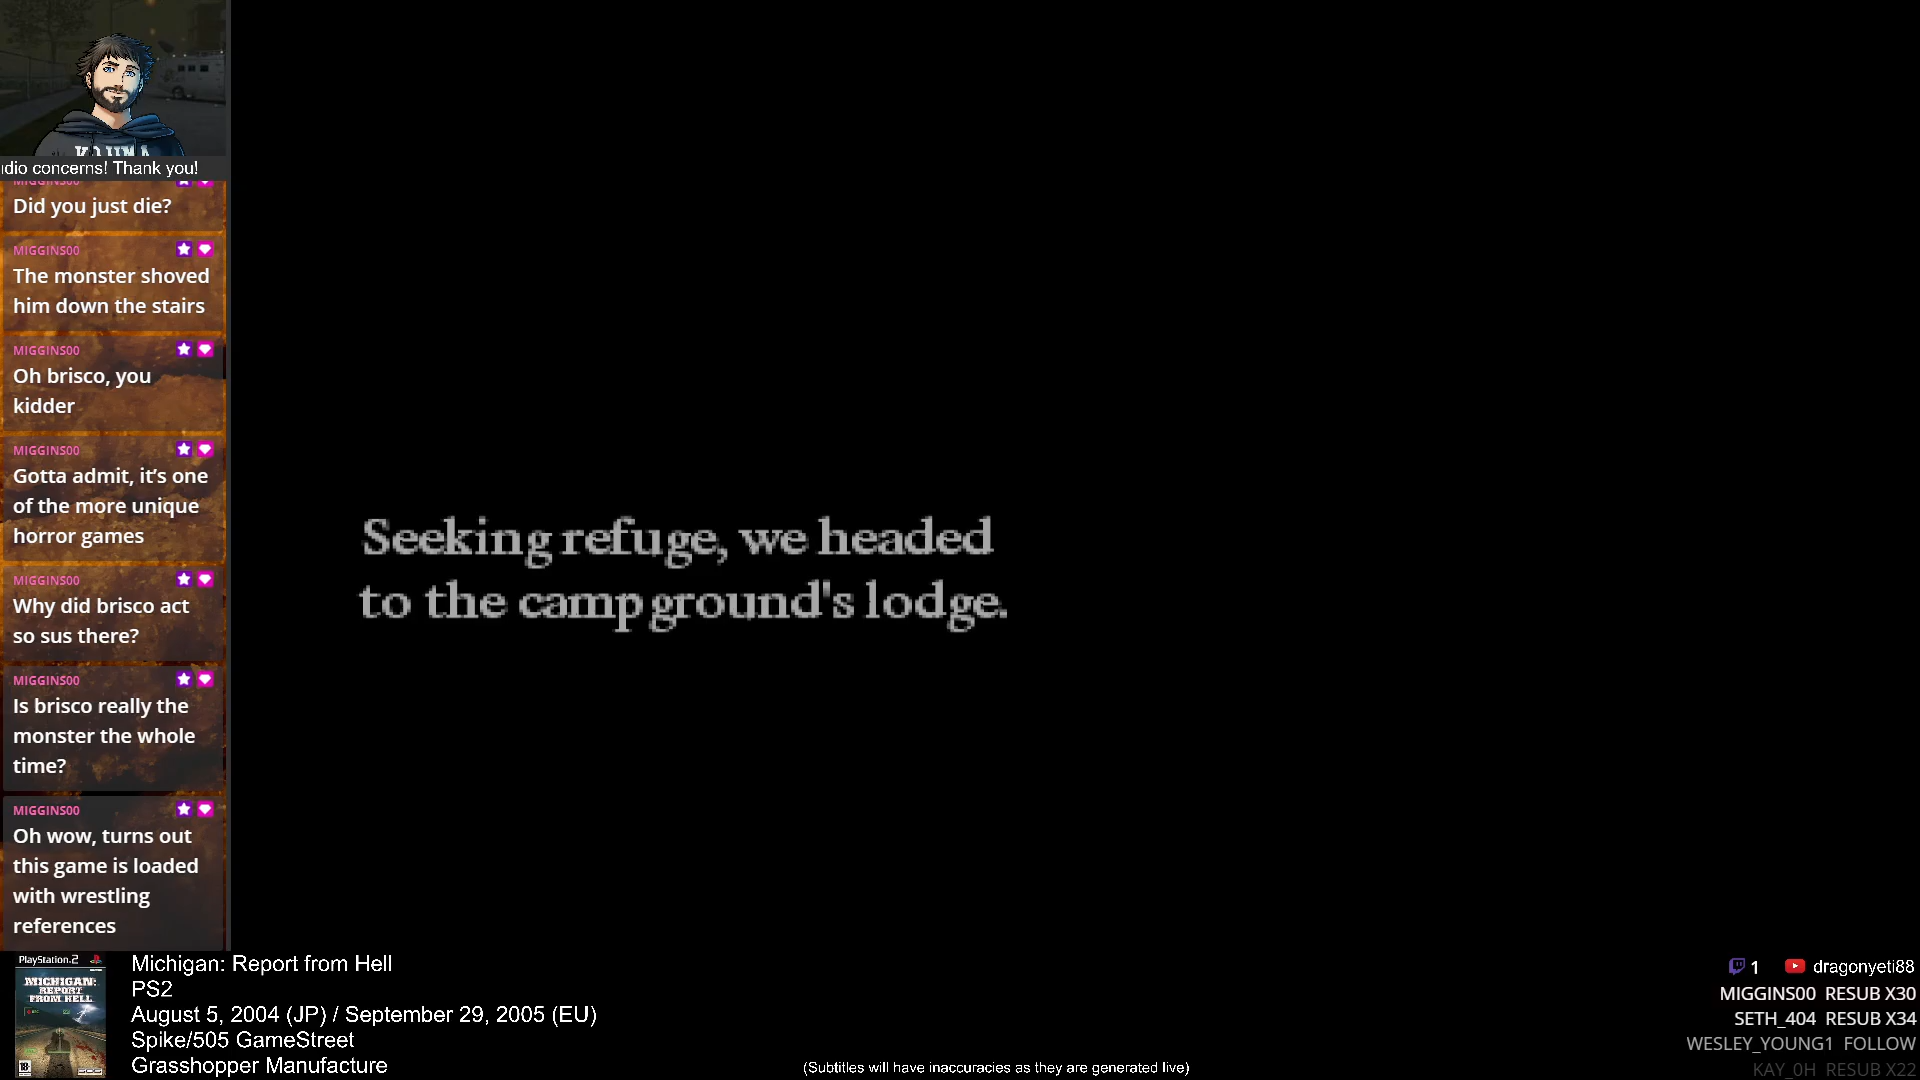 KOJIMA
udio concerns! Thank you!
MIGGINS00
Did you just die?
MIGGINS00
The monster shoved
him down the stairs
MIGGINS00
Oh brisco, you
kidder
MIGGINS00
Gotta admit, it's one
of the more unique
horror games
MIGGINS00
Why did brisco act
so sus there?
MIGGINS00
Is brisco really the
monster the whole
time?
MIGGINS00
Oh wow, turns out
this game is loaded
with wrestling
references
Seeking refuge, we headed
to the campground's lodge.
PlayStation.2
MICHIGAN:
REPORT
FROM HELL
18
Michigan: Report from Hell
PS2
August 5, 2004 (JP) / September 29, 2005 (EU)
Spike/505 GameStreet
Grasshopper Manufacture
(Subtitles will have inaccuracies as they are generated live)
1 dragonyeti88
MIGGINS00 RESUB X30
SETH_404 RESUB X34
WESLEY_YOUNG1 FOLLOW
KAY_0H RESUB X22